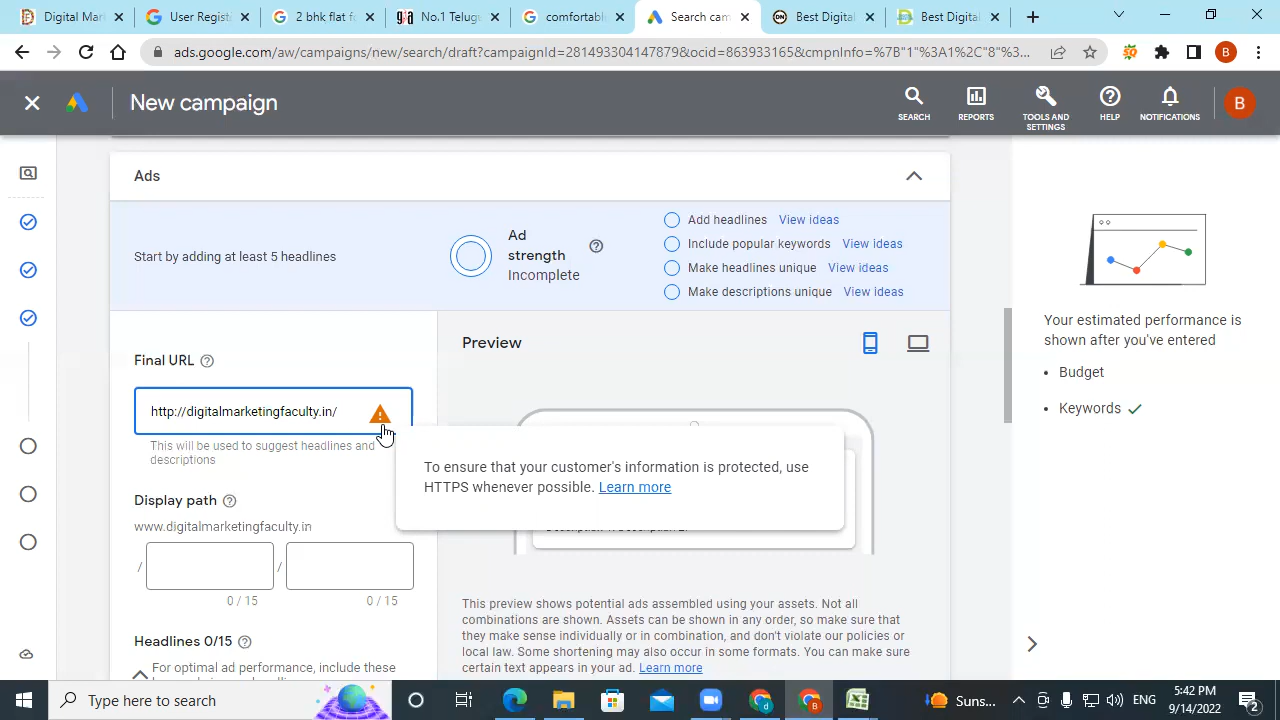 Digital Mark
User Registr
2 bhk flat fo
No.1 Telugu
comfortable
Search cam
Best Digital
Best Digital
ads.google.com/aw/campaigns/new/search/draft?campaignId=281493304147879&ocid=863933163&cmpnInfo=%7B"1"%3A1%2C"8"%3...
B
New campaign
SEARCH
REPORTS
TOOLS AND SETTINGS
HELP
NOTIFICATIONS
B
Ads
Start by adding at least 5 headlines
Ad strength
Incomplete
Add headlines View ideas
Include popular keywords View ideas
Make headlines unique View ideas
Make descriptions unique View ideas
Final URL
http://digitalmarketingfaculty.in/
This will be used to suggest headlines and
descriptions
To ensure that your customer's information is protected, use
HTTPS whenever possible. Learn more
Display path
www.digitalmarketingfaculty.in
/ /
0 / 15 0 / 15
Headlines 0/15
For optimal ad performance, include these
Preview
This preview shows potential ads assembled using your assets. Not all
combinations are shown. Assets can be shown in any order, so make sure that
they make sense individually or in combination, and don't violate our policies or
local law. Some shortening may also occur in some formats. You can make sure
certain text appears in your ad. Learn more
Your estimated performance is
shown after you've entered
• Budget
• Keywords
Type here to search
Suns...
ENG
5:42 PM
9/14/2022
2